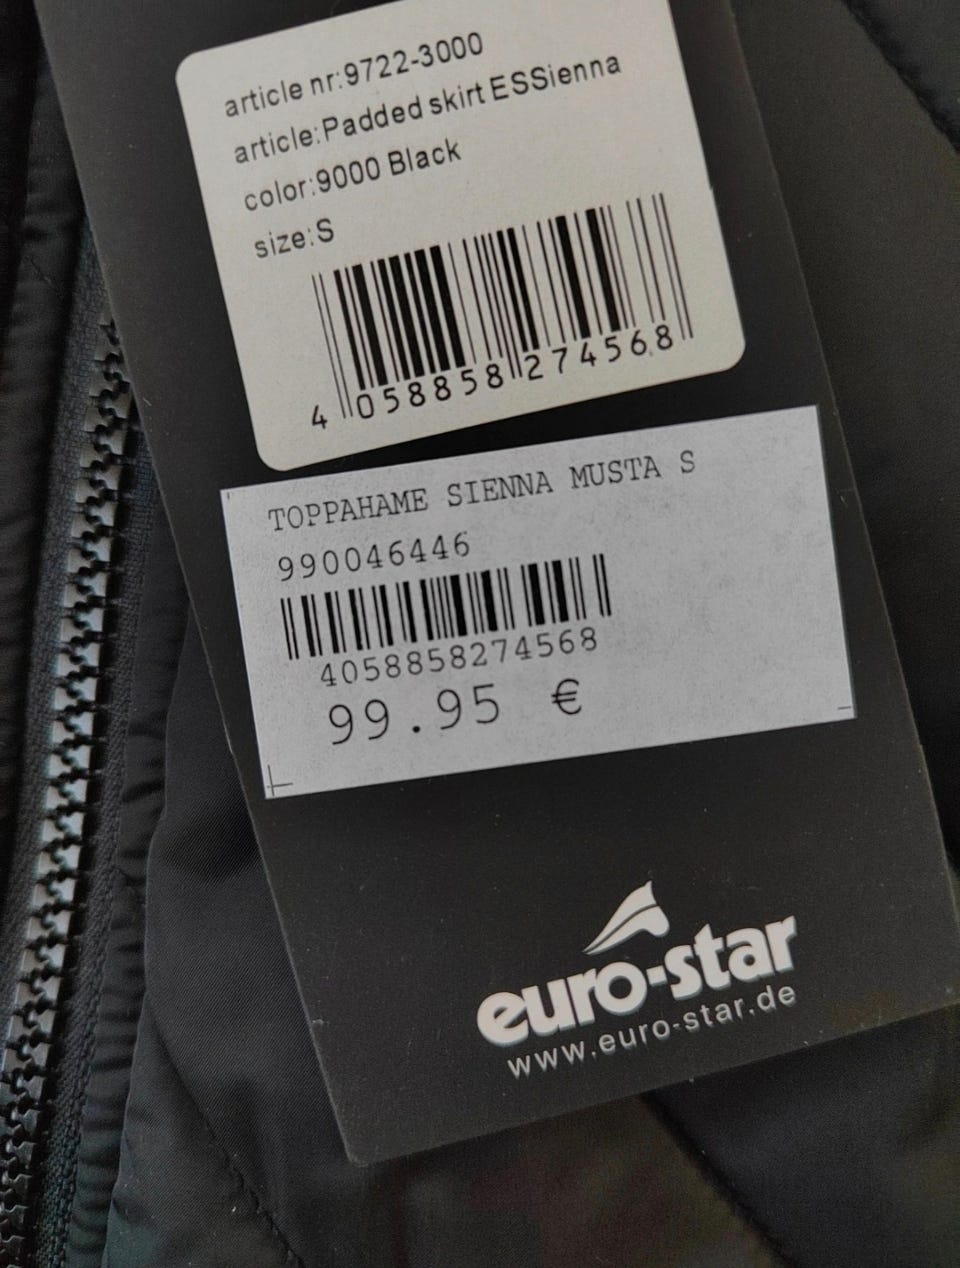 article nr:9722-3000
article:Padded skirt ESSienna
color:9000 Black
size:S
4 058858 274568
TOPPAHAME SIENNA MUSTA S
990046446
4058858274568
99.95 €
euro-star
www.euro-star.de